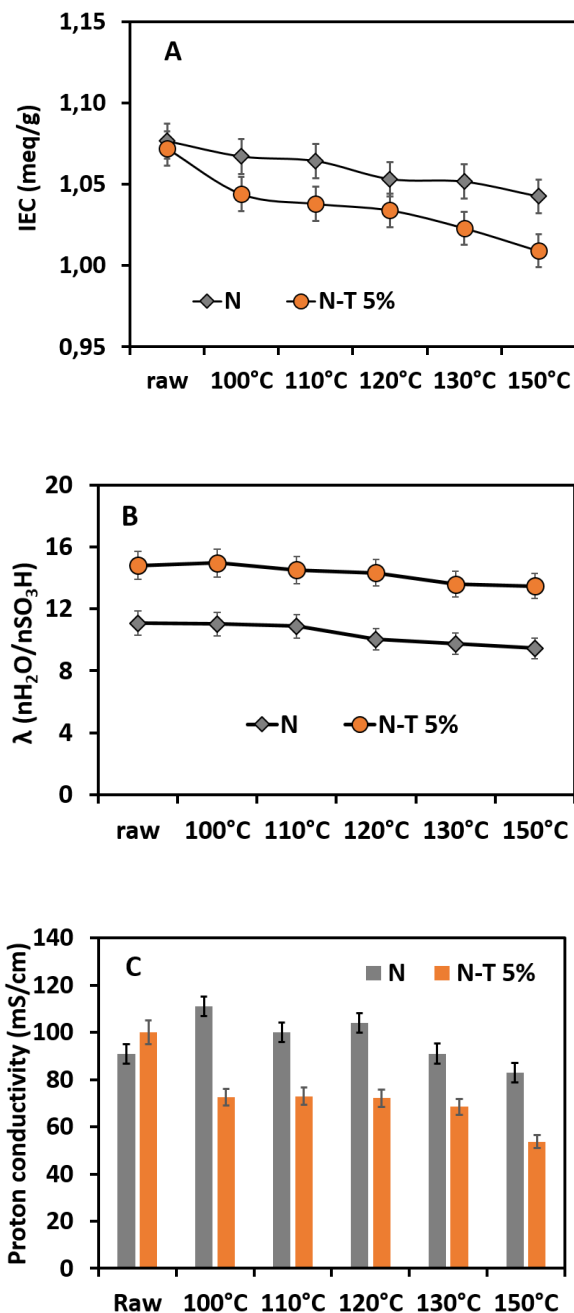 A
1,15
1,10
1,05
1,00
0,95
IEC (meq/g)
N N-T 5%
raw 100°C 110°C 120°C 130°C 150°C
B
20
16
12
8
4
0
λ (nH₂O/nSO₃H)
N N-T 5%
raw 100°C 110°C 120°C 130°C 150°C
C
N N-T 5%
140
120
100
80
60
40
20
0
Proton conductivity (mS/cm)
Raw 100°C 110°C 120°C 130°C 150°C